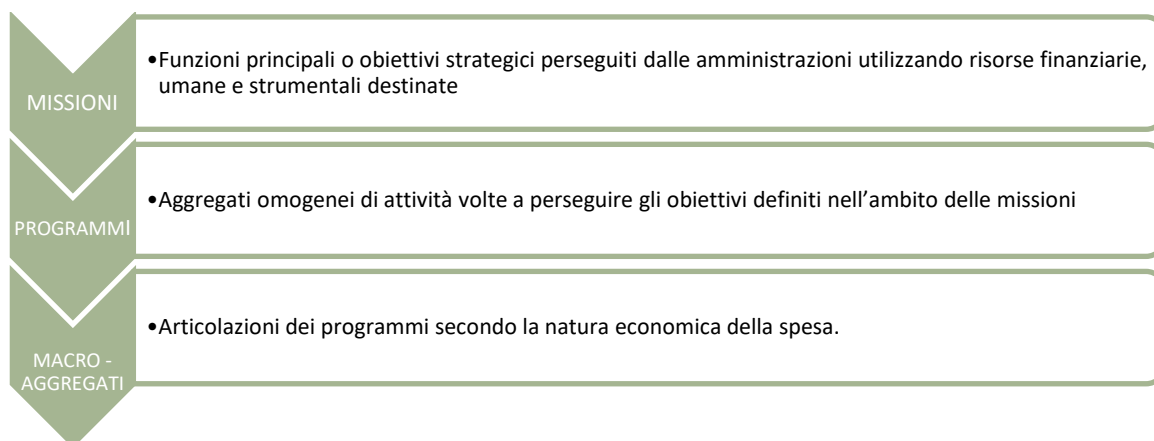 MISSIONI
•Funzioni principali o obiettivi strategici perseguiti dalle amministrazioni utilizzando risorse finanziarie,
umane e strumentali destinate
PROGRAMMI
•Aggregati omogenei di attività volte a perseguire gli obiettivi definiti nell’ambito delle missioni
MACRO -
AGGREGATI
•Articolazioni dei programmi secondo la natura economica della spesa.